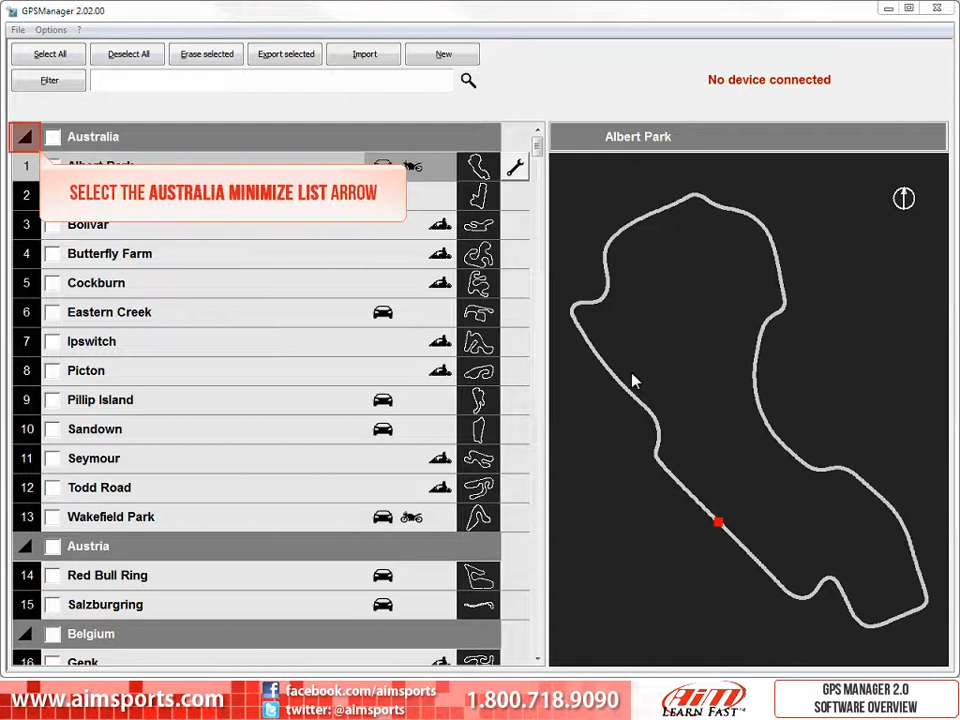 GPSManager 2.02.00
File Options ?
Select All Deselect All Erase selected Export selected Import New
Filter
No device connected
Australia
Albert Park
1
SELECT THE AUSTRALIA MINIMIZE LIST ARROW
2
3 Bolivar
4 Butterfly Farm
5 Cockburn
6 Eastern Creek
7 Ipswitch
8 Picton
9 Pillip Island
10 Sandown
11 Seymour
12 Todd Road
13 Wakefield Park
Austria
14 Red Bull Ring
15 Salzburgring
Belgium
16 Genk
Albert Park
www.aimsports.com
facebook.com/aimsports
twitter: @aimsports
1.800.718.9090
AiM
LEARN FAST
GPS MANAGER 2.0
SOFTWARE OVERVIEW